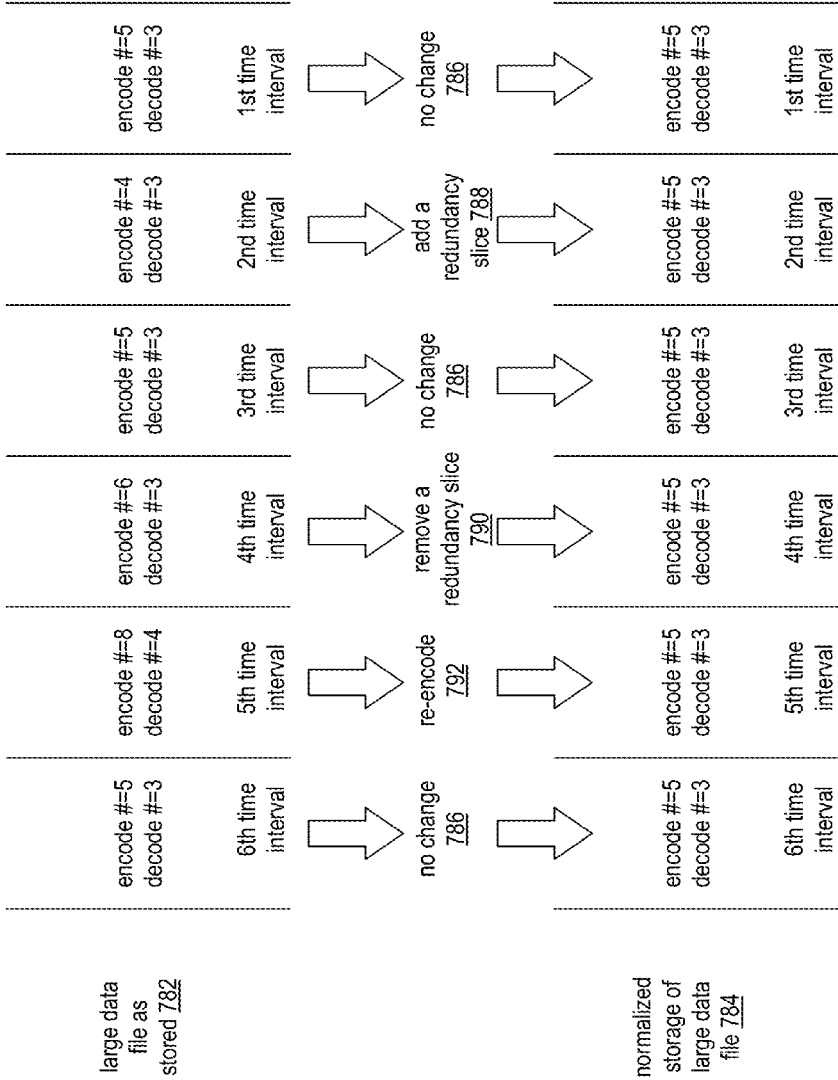 large data
file as
stored 782
encode #=5
decode #=3
6th time
interval
encode #=8
decode #=4
5th time
interval
encode #=6
decode #=3
4th time
interval
encode #=5
decode #=3
3rd time
interval
encode #=4
decode #=3
2nd time
interval
encode #=5
decode #=3
1st time
interval
no change
786
re-encode
792
remove a
redundancy slice
790
no change
786
add a
redundancy
slice 788
no change
786
normalized
storage of
large data
file 784
encode #=5
decode #=3
6th time
interval
encode #=5
decode #=3
5th time
interval
encode #=5
decode #=3
4th time
interval
encode #=5
decode #=3
3rd time
interval
encode #=5
decode #=3
2nd time
interval
encode #=5
decode #=3
1st time
interval